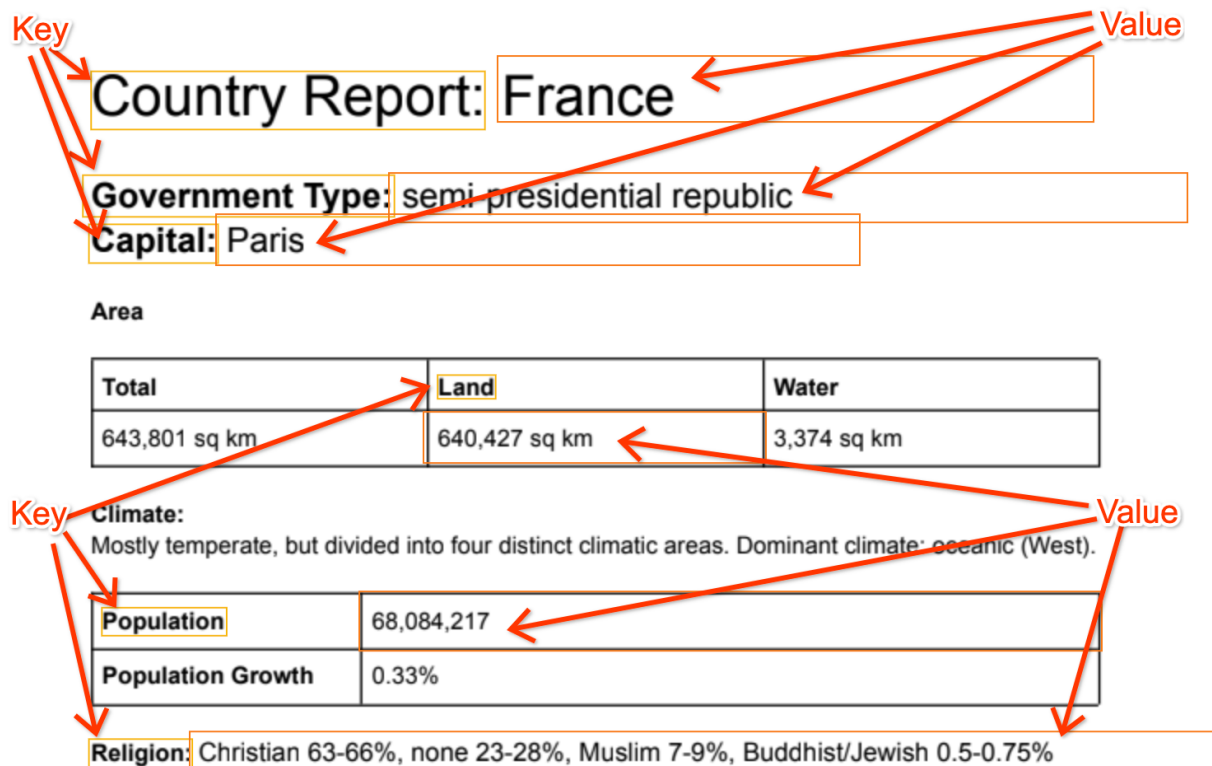 Key Value
Country Report: France
Government Type: semi-presidential republic
Capital: Paris
Area
Total Land Water
643,801 sq km 640,427 sq km 3,374 sq km
Key Value
Climate:
Mostly temperate, but divided into four distinct climatic areas. Dominant climate: oceanic (West).
Population 68,084,217
Population Growth 0.33%
Religion: Christian 63-66%, none 23-28%, Muslim 7-9%, Buddhist/Jewish 0.5-0.75%